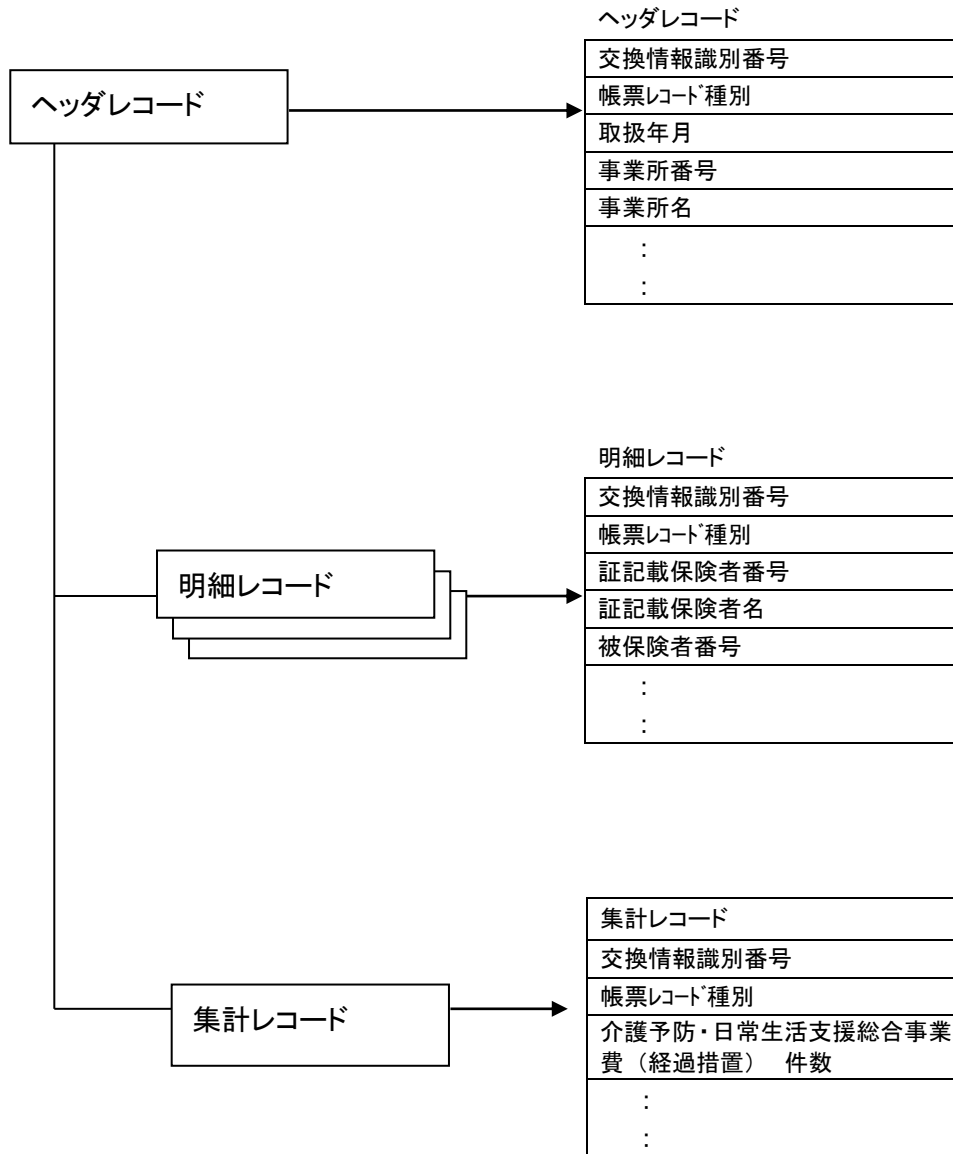 ヘッダレコード
ヘッダレコード
交換情報識別番号
帳票ﾚｺｰﾄﾞ種別
取扱年月
事業所番号
事業所名
:
:
明細レコード
明細レコード
交換情報識別番号
帳票ﾚｺｰﾄﾞ種別
証記載保険者番号
証記載保険者名
被保険者番号
:
:
集計レコード
集計レコード
交換情報識別番号
帳票ﾚｺｰﾄﾞ種別
介護予防・日常生活支援総合事業
費（経過措置）　件数
:
: